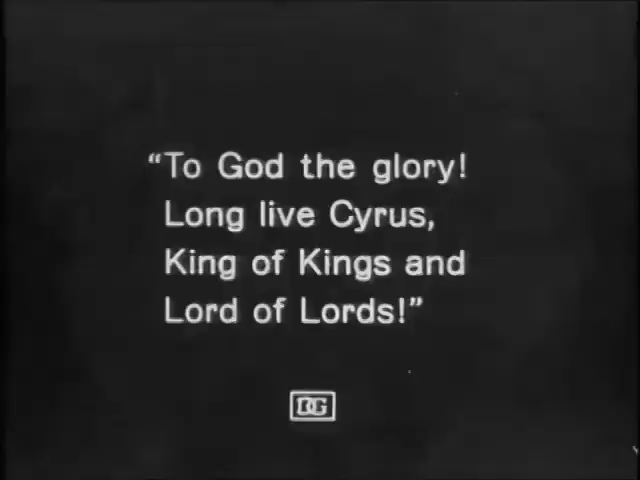 “To God the glory!
Long live Cyrus,
King of Kings and
Lord of Lords!”
DG